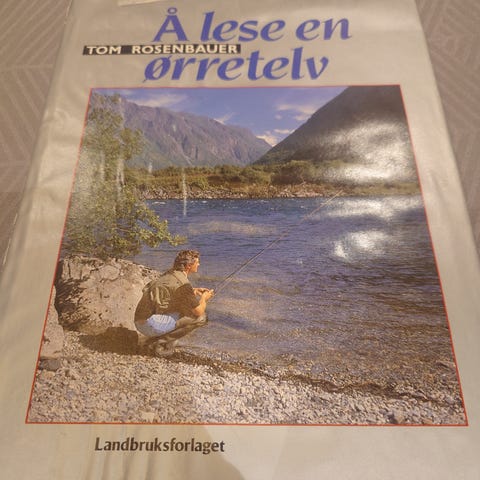 Å lese en
TOM ROSENBAUER
ørretelv
Landbruksforlaget